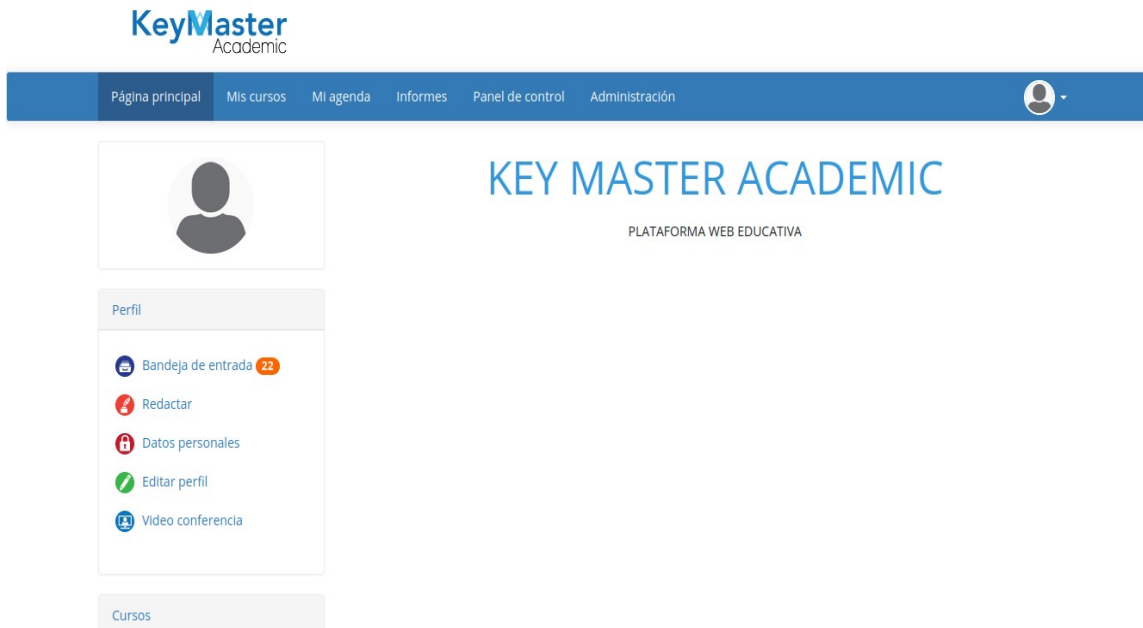 KeyMaster
Academic
Página principal Mis cursos Mi agenda Informes Panel de control Administración
KEY MASTER ACADEMIC
PLATAFORMA WEB EDUCATIVA
Perfil
Bandeja de entrada 22
Redactar
Datos personales
Editar perfil
Video conferencia
Cursos